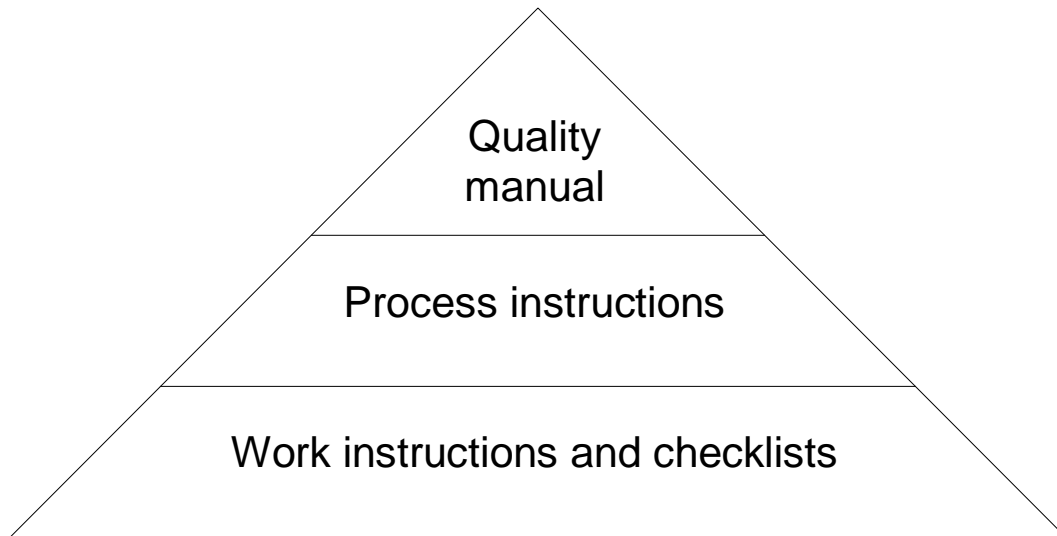 Quality
manual
Process instructions
Work instructions and checklists